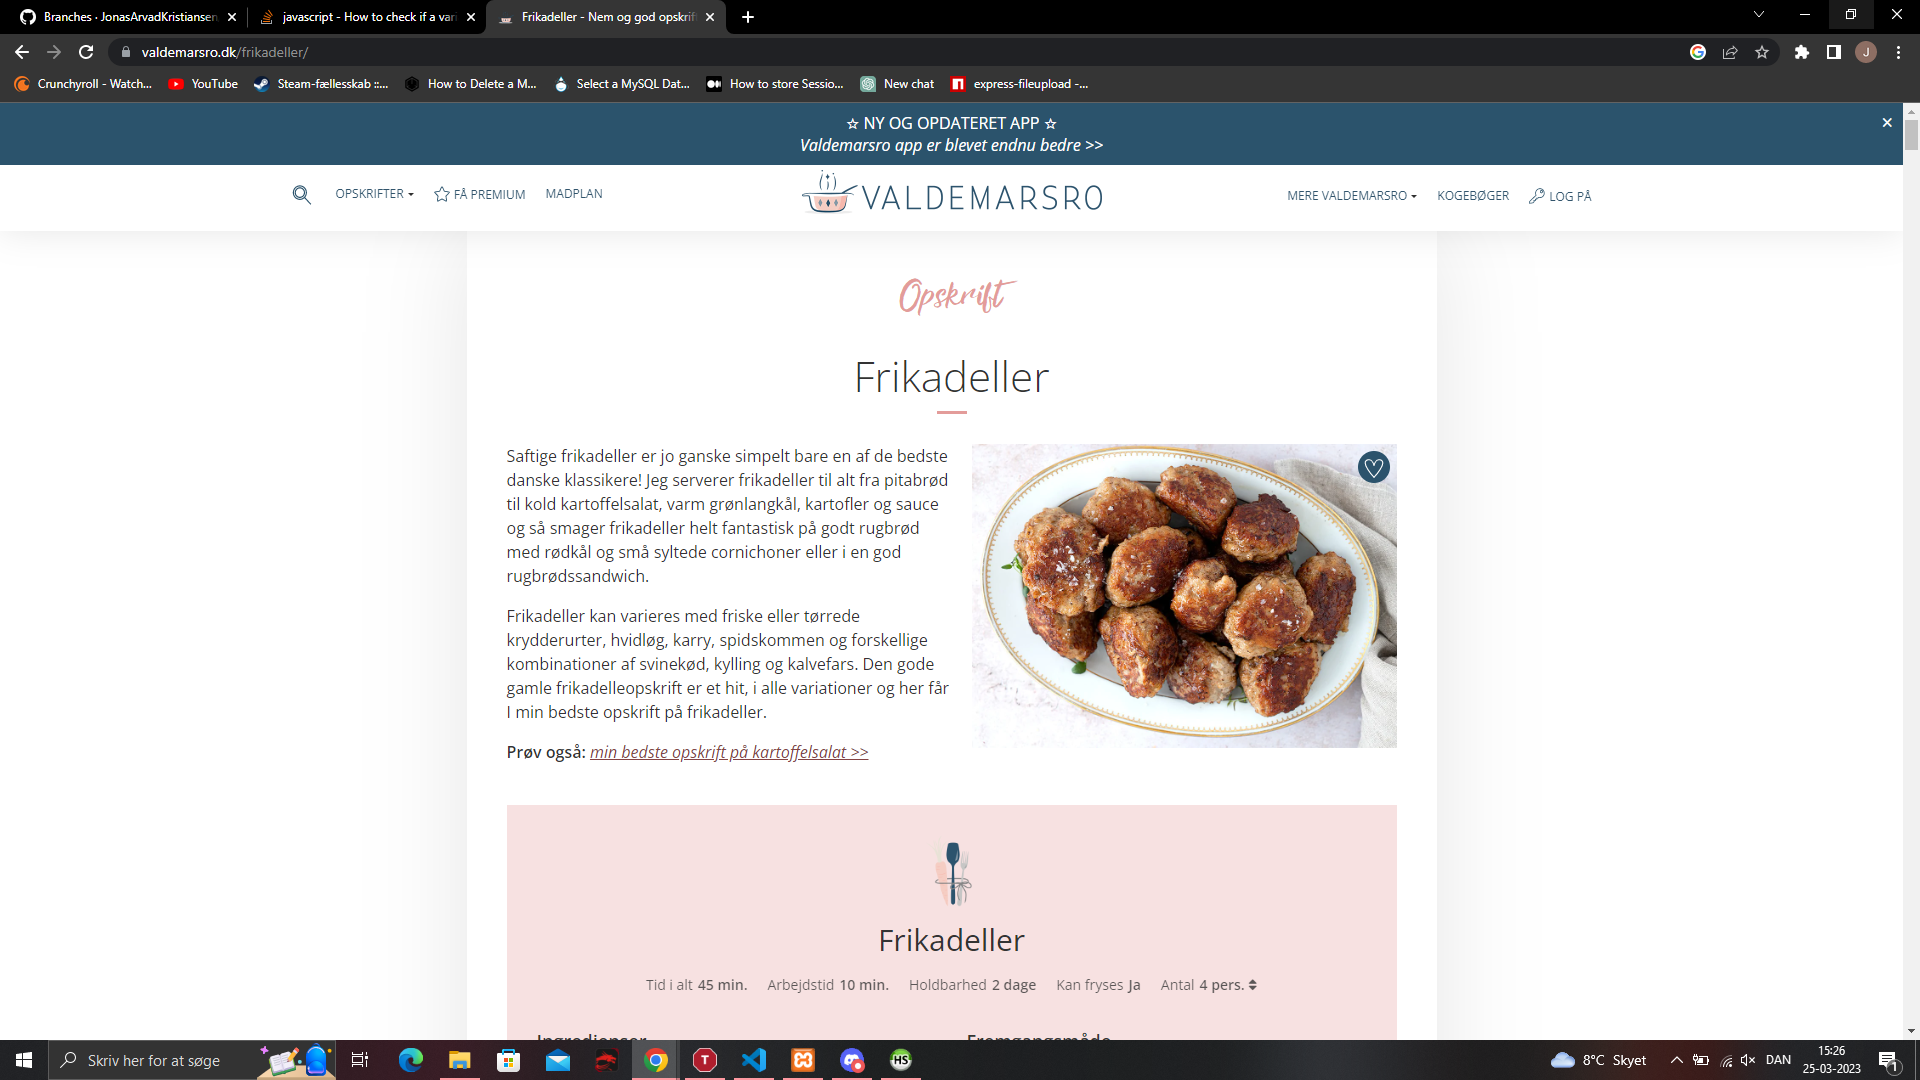 Branches · JonasArvadKristiansen
javascript - How to check if a vari
Frikadeller - Nem og god opskrift
valdemarsro.dk/frikadeller/
J
Crunchyroll - Watch...
YouTube
Steam-fællesskab ::...
How to Delete a M...
Select a MySQL Dat...
How to store Sessio...
New chat
express-fileupload -...
☆ NY OG OPDATERET APP ☆
Valdemarsro app er blevet endnu bedre >>
OPSKRIFTER
FÅ PREMIUM
MADPLAN
VALDEMARSRO
MERE VALDEMARSRO
KOGEBØGER
LOG PÅ
Opskrift
Frikadeller
Saftige frikadeller er jo ganske simpelt bare en af de bedste
danske klassikere! Jeg serverer frikadeller til alt fra pitabrød
til kold kartoffelsalat, varm grønlangkål, kartofler og sauce
og så smager frikadeller helt fantastisk på godt rugbrød
med rødkål og små syltede cornichoner eller i en god
rugbrødssandwich.
Frikadeller kan varieres med friske eller tørrede
krydderurter, hvidløg, karry, spidskommen og forskellige
kombinationer af svinekød, kylling og kalvefars. Den gode
gamle frikadelleopskrift er et hit, i alle variationer og her får
I min bedste opskrift på frikadeller.
Prøv også: min bedste opskrift på kartoffelsalat >>
Frikadeller
Tid i alt 45 min.
Arbejdstid 10 min.
Holdbarhed 2 dage
Kan fryses Ja
Antal 4 pers.
Ingredienser
Fremgangsmåde
Skriv her for at søge
T
HS
8°C Skyet
DAN
15:26
25-03-2023
1